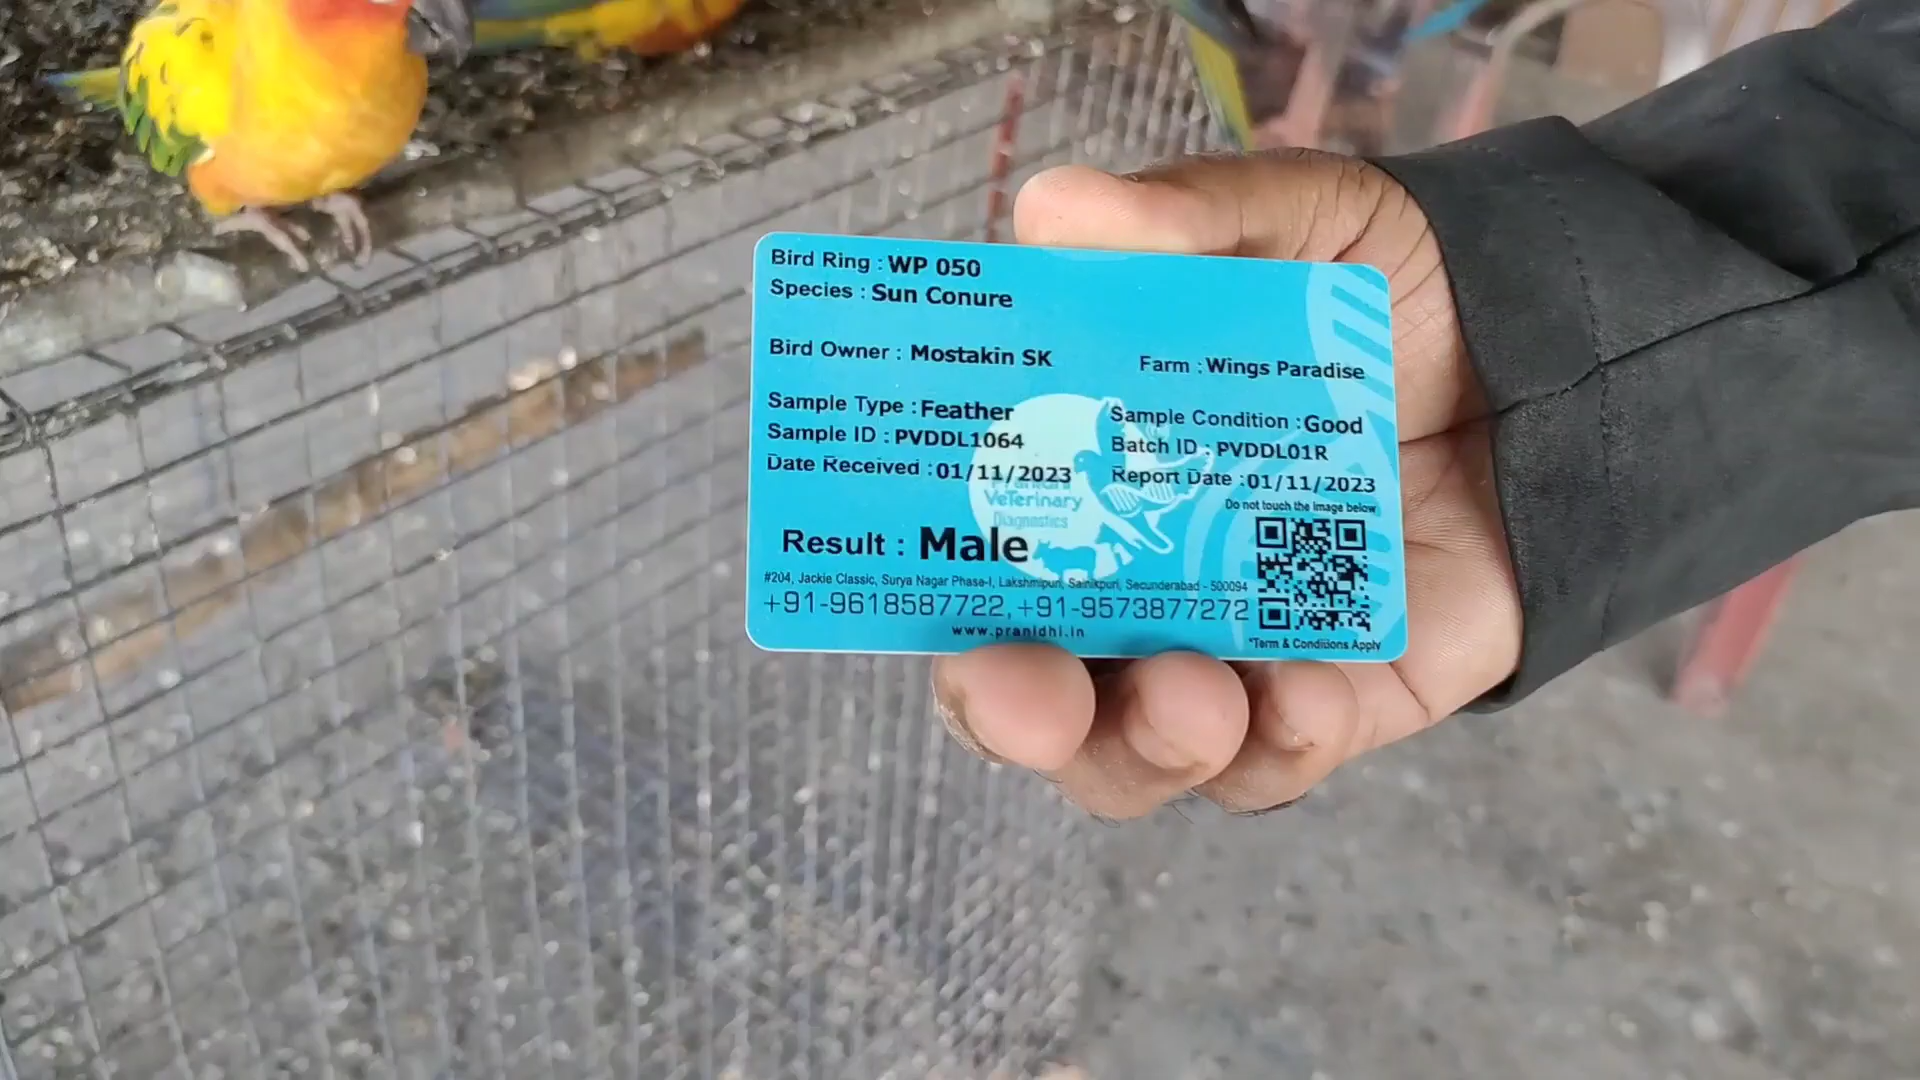 Bird Ring : WP 050
Species : Sun Conure
Bird Owner : Mostakin SK
Farm : Wings Paradise
Sample Type : Feather
Sample Condition : Good
Sample ID : PVDDL1064
Batch ID : PVDDL01R
Date Received : 01/11/2023
Report Date : 01/11/2023
Do not touch the image below
Veterinary
Diagnostics
Result : Male
#204, Jackie Classic, Surya Nagar Phase-I, Lakshmipuri, Sainikpuri, Secunderabad - 500094
+91-9618587722, +91-9573877272
www.pranidhi.in
*Term & Conditions Apply